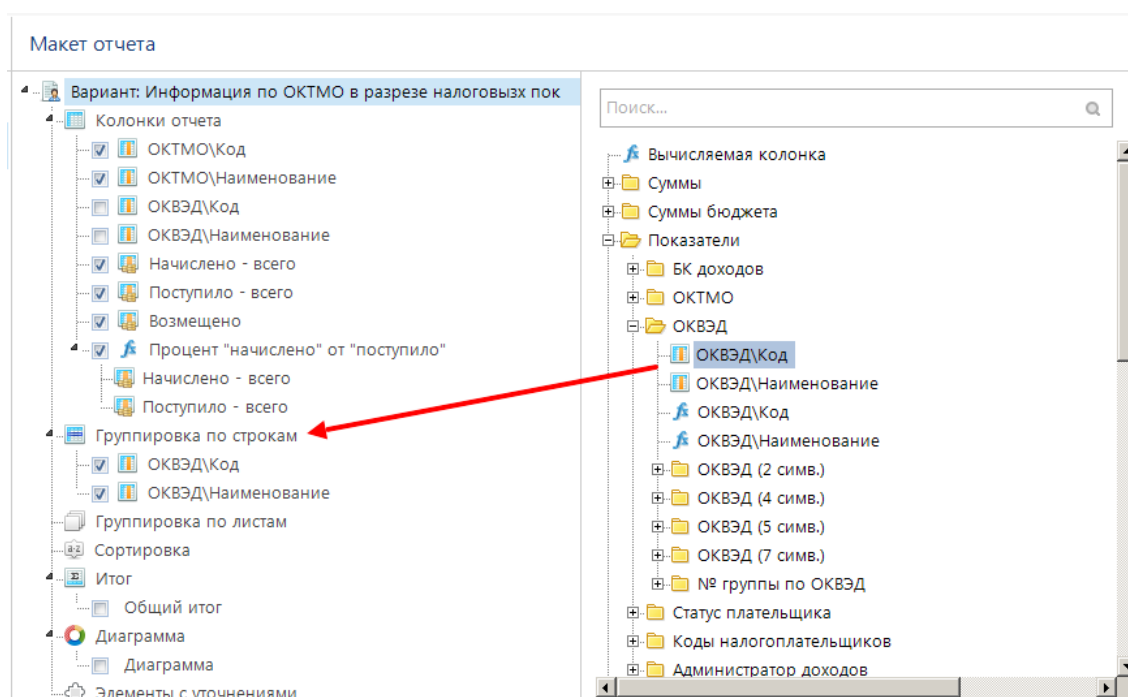 Макет отчета
Вариант: Информация по ОКТМО в разрезе налоговызх пок
Колонки отчета
ОКТМО\Код
ОКТМО\Наименование
ОКВЭД\Код
ОКВЭД\Наименование
Начислено - всего
Поступило - всего
Возмещено
Процент "начислено" от "поступило"
Начислено - всего
Поступило - всего
Группировка по строкам
ОКВЭД\Код
ОКВЭД\Наименование
Группировка по листам
Сортировка
Итог
Общий итог
Диаграмма
Диаграмма
Элементы с уточнениями
Поиск...
Вычисляемая колонка
Суммы
Суммы бюджета
Показатели
БК доходов
ОКТМО
ОКВЭД
ОКВЭД\Код
ОКВЭД\Наименование
ОКВЭД\Код
ОКВЭД\Наименование
ОКВЭД (2 симв.)
ОКВЭД (4 симв.)
ОКВЭД (5 симв.)
ОКВЭД (7 симв.)
№ группы по ОКВЭД
Статус плательщика
Коды налогоплательщиков
Администратор доходов